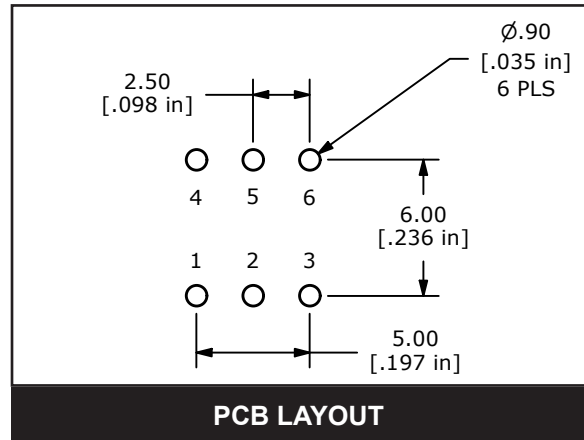 Ø.90
[.035 in]
6 PLS
2.50
[.098 in]
4 5 6
6.00
[.236 in]
1 2 3
5.00
[.197 in]
PCB LAYOUT